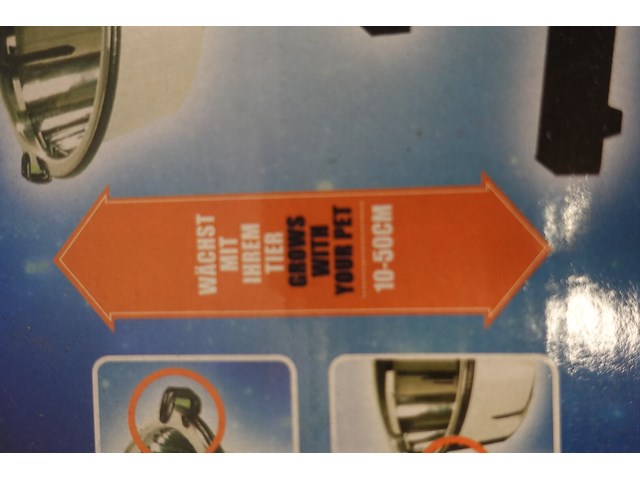 WÄCHST
MIT
IHREM
TIER
GROWS
WITH
YOUR PET
10-50CM